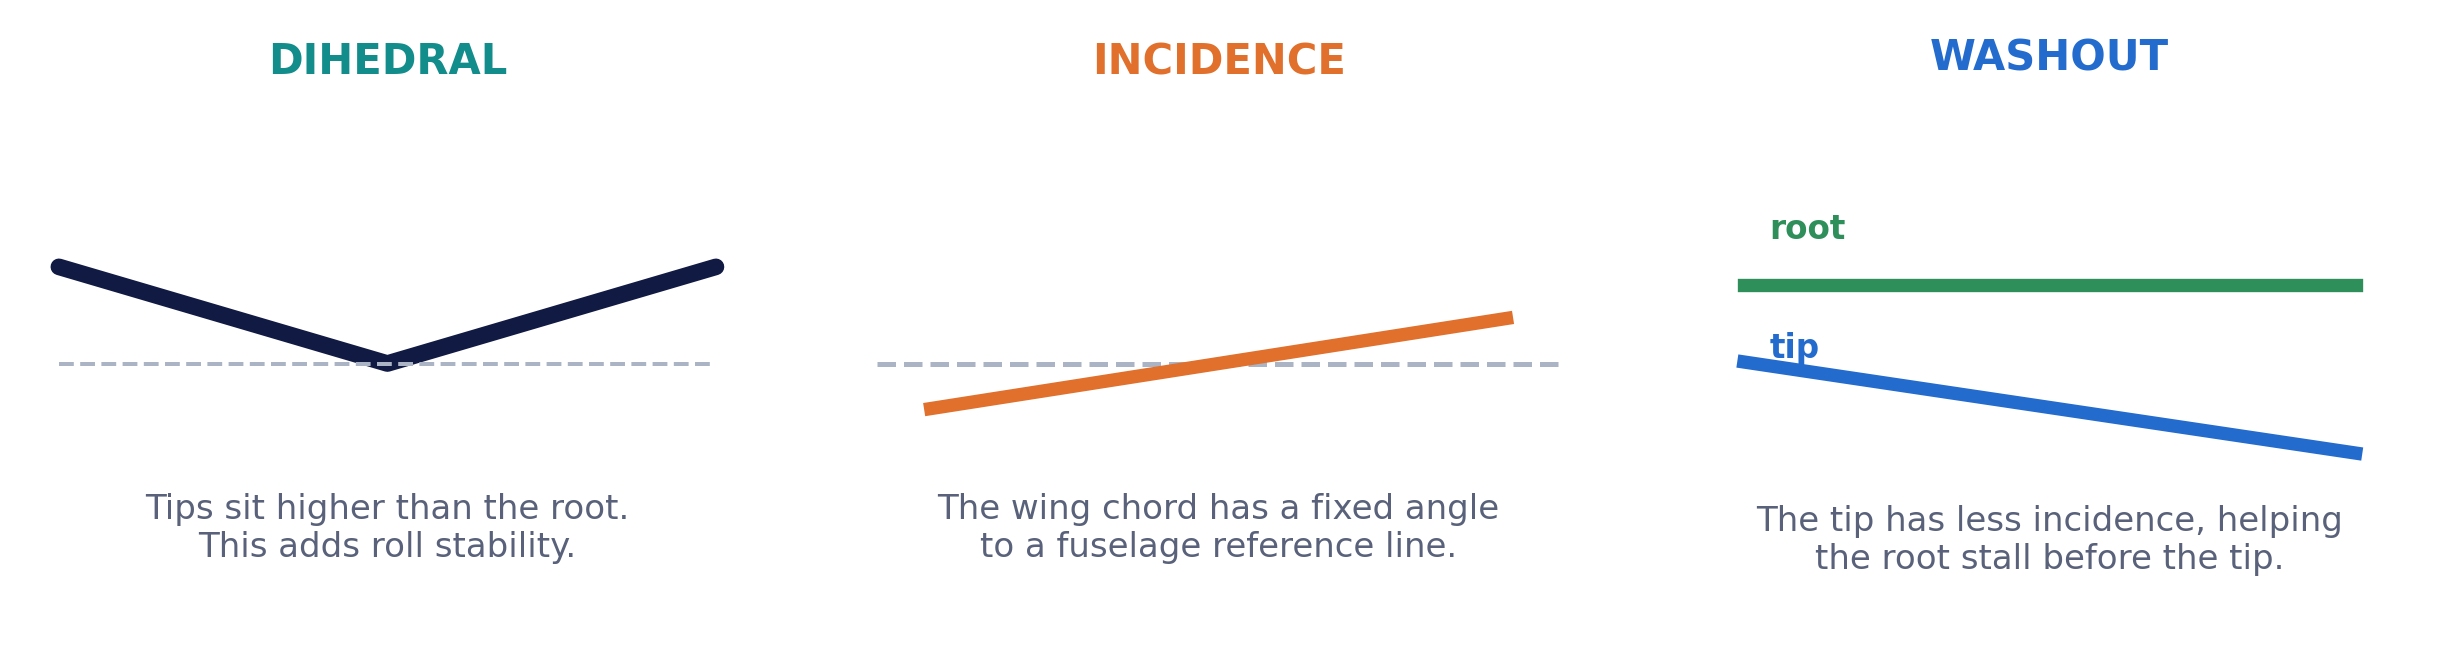 DIHEDRAL
Tips sit higher than the root.
This adds roll stability.
INCIDENCE
The wing chord has a fixed angle
to a fuselage reference line.
WASHOUT
root
tip
The tip has less incidence, helping
the root stall before the tip.